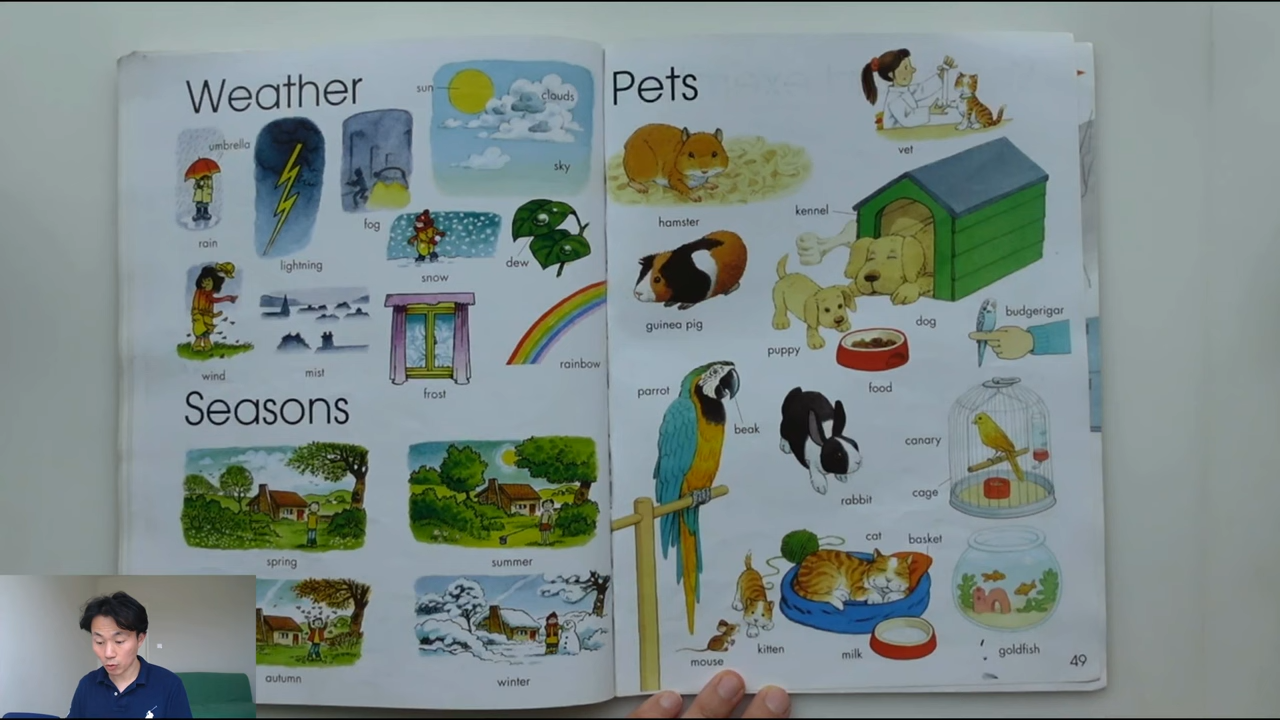 Weather
sun
clouds
umbrella
sky
rain
lightning
fog
snow
dew
wind
mist
frost
rainbow
Seasons
spring
summer
autumn
winter
Pets
vet
hamster
kennel
guinea pig
puppy
dog
budgerigar
food
parrot
beak
rabbit
canary
cage
cat
basket
mouse
kitten
milk
goldfish
49